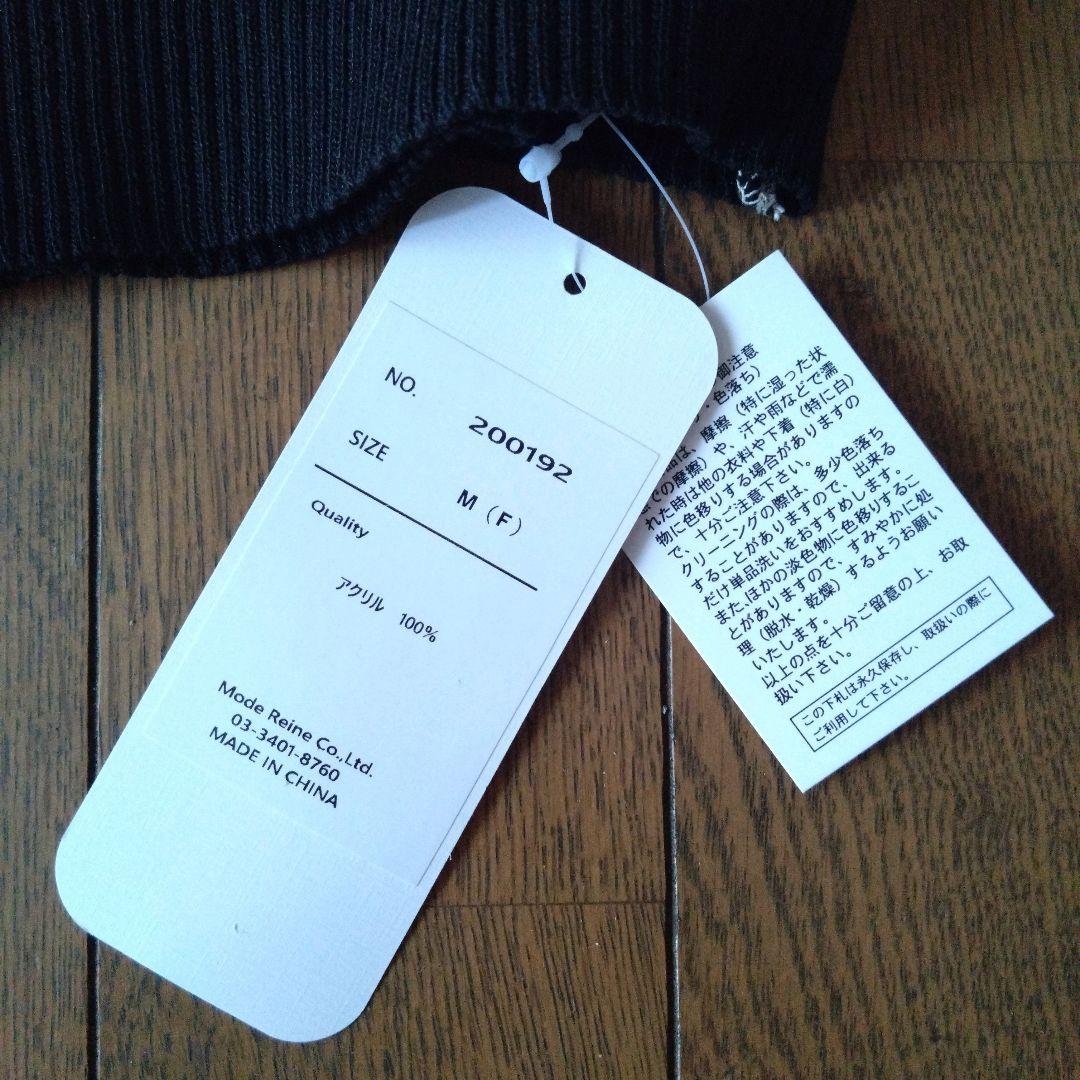 NO.
200192
SIZE
M (F)
Quality
アクリル 100%
Mode Reine Co.,Ltd.
03-3401-8760
MADE IN CHINA
御注意
・色落ち)
品は、摩擦(特に湿った状
での摩擦)や、汗や雨などで濡
れた時は他の衣料や下着(特に白)
物に色移りする場合がありますの
で、十分ご注意下さい。
クリーニングの際は、多少色落ち
することがありますので、出来る
だけ単品洗いをおすすめします。
また、ほかの淡色物に色移りするこ
とがありますので、すみやかに処
理(脱水・乾燥)するようお願い
いたします。
以上の点を十分ご留意の上、お取
扱い下さい。
この下札は永久保存し、取扱いの際に
ご利用して下さい。